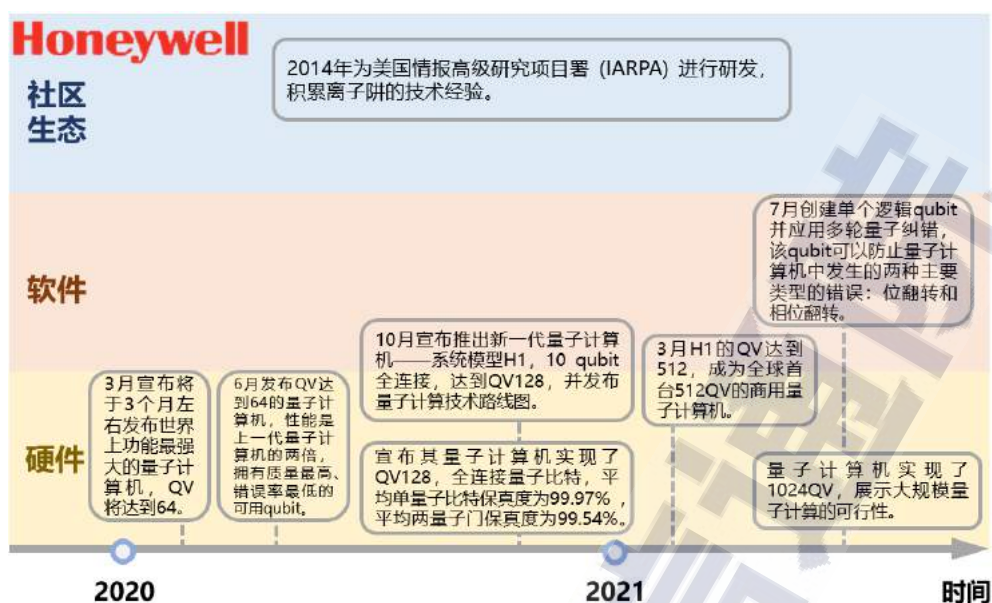 Honeywell
社区
生态
2014年为美国情报高级研究项目署 (IARPA) 进行研发，
积累离子阱的技术经验。
软件
7月创建单个逻辑qubit
并应用多轮量子纠错，
该qubit可以防止量子计
算机中发生的两种主要
类型的错误：位翻转和
相位翻转。
硬件
3月宣布将
于3个月左
右发布世界
上功能最强
大的量子计
算机，QV
将达到64。
6月发布QV达
到64的量子计
算机，性能是
上一代量子计
算机的两倍，
拥有质量最高、
错误率最低的
可用qubit。
10月宣布推出新一代量子计算
机——系统模型H1，10 qubit
全连接，达到QV128，并发布
量子计算技术路线图。
宣布其量子计算机实现了
QV128，全连接量子比特，平
均单量子比特保真度为99.97%，
平均两量子门保真度为99.54%。
3月H1的QV达到
512，成为全球首
台512QV的商用量
子计算机。
量子计算机实现了
1024QV，展示大规模量
子计算的可行性。
2020
2021
时间